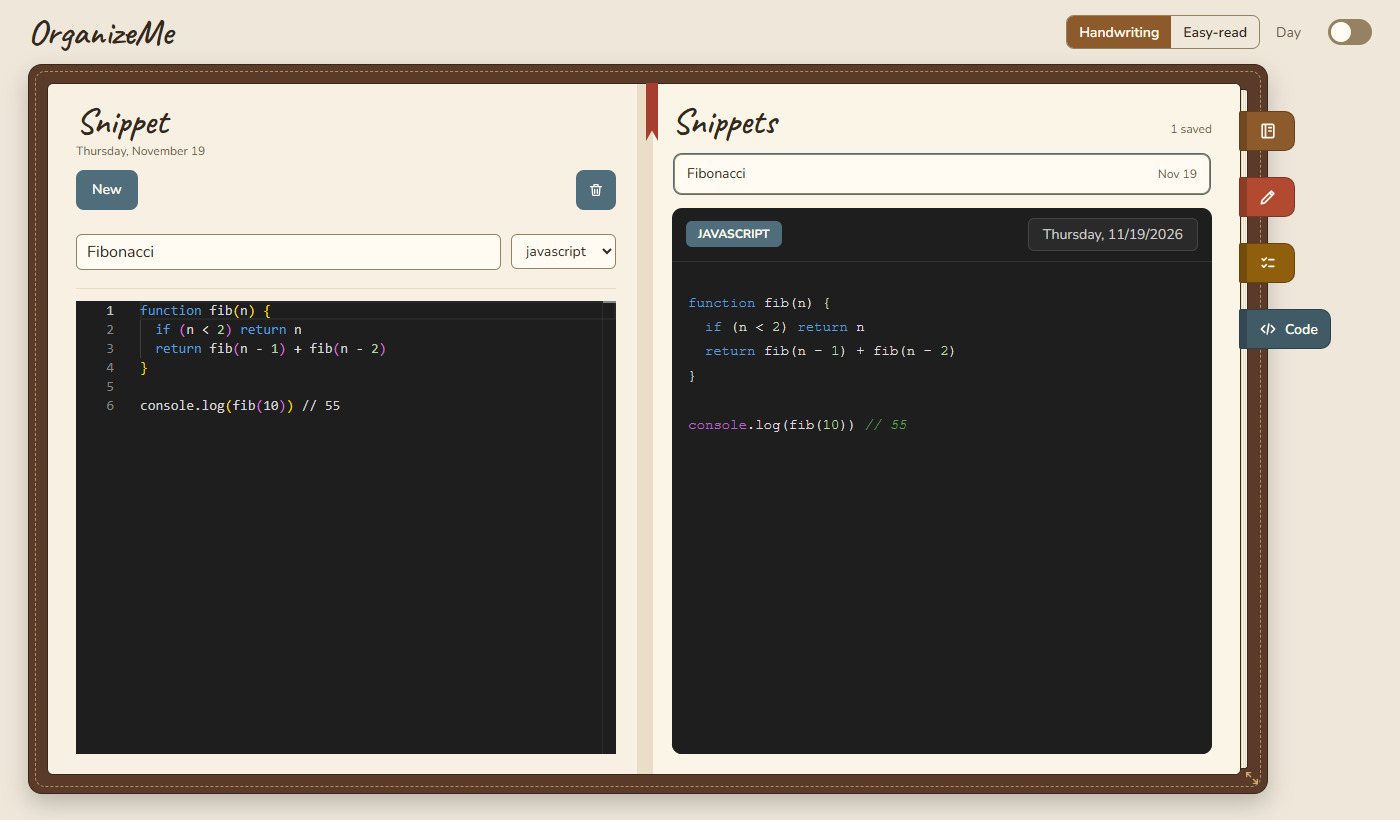 OrganizeMe
Handwriting Easy-read Day
Snippet
Thursday, November 19
New
Fibonacci javascript
1 function fib(n) {
2   if (n < 2) return n
3   return fib(n - 1) + fib(n - 2)
4 }
5
6 console.log(fib(10)) // 55
Snippets
1 saved
Fibonacci Nov 19
JAVASCRIPT Thursday, 11/19/2026
function fib(n) {
  if (n < 2) return n
  return fib(n - 1) + fib(n - 2)
}
console.log(fib(10)) // 55
Code